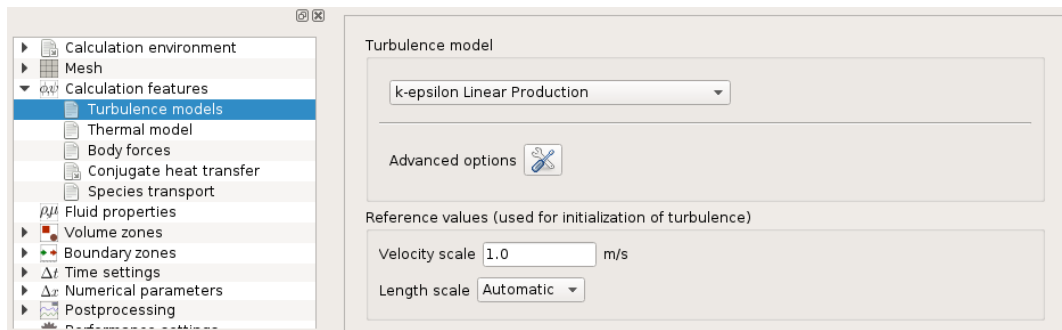 Calculation environment
Mesh
Calculation features
Turbulence models
Thermal model
Body forces
Conjugate heat transfer
Species transport
ρ,μ Fluid properties
Volume zones
Boundary zones
Δt Time settings
Δx Numerical parameters
Postprocessing
Turbulence model
k-epsilon Linear Production
Advanced options
Reference values (used for initialization of turbulence)
Velocity scale 1.0 m/s
Length scale Automatic